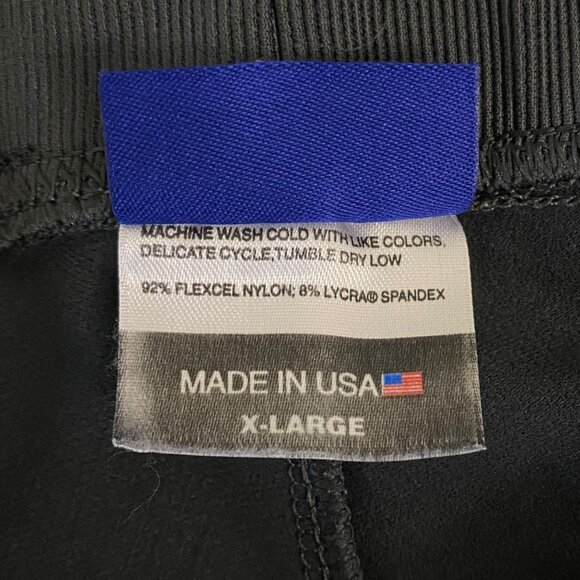 MACHINE WASH COLD WITH LIKE COLORS,
DELICATE CYCLE,TUMBLE DRY LOW
92% FLEXCEL NYLON; 8% LYCRA® SPANDEX
MADE IN USA
X-LARGE